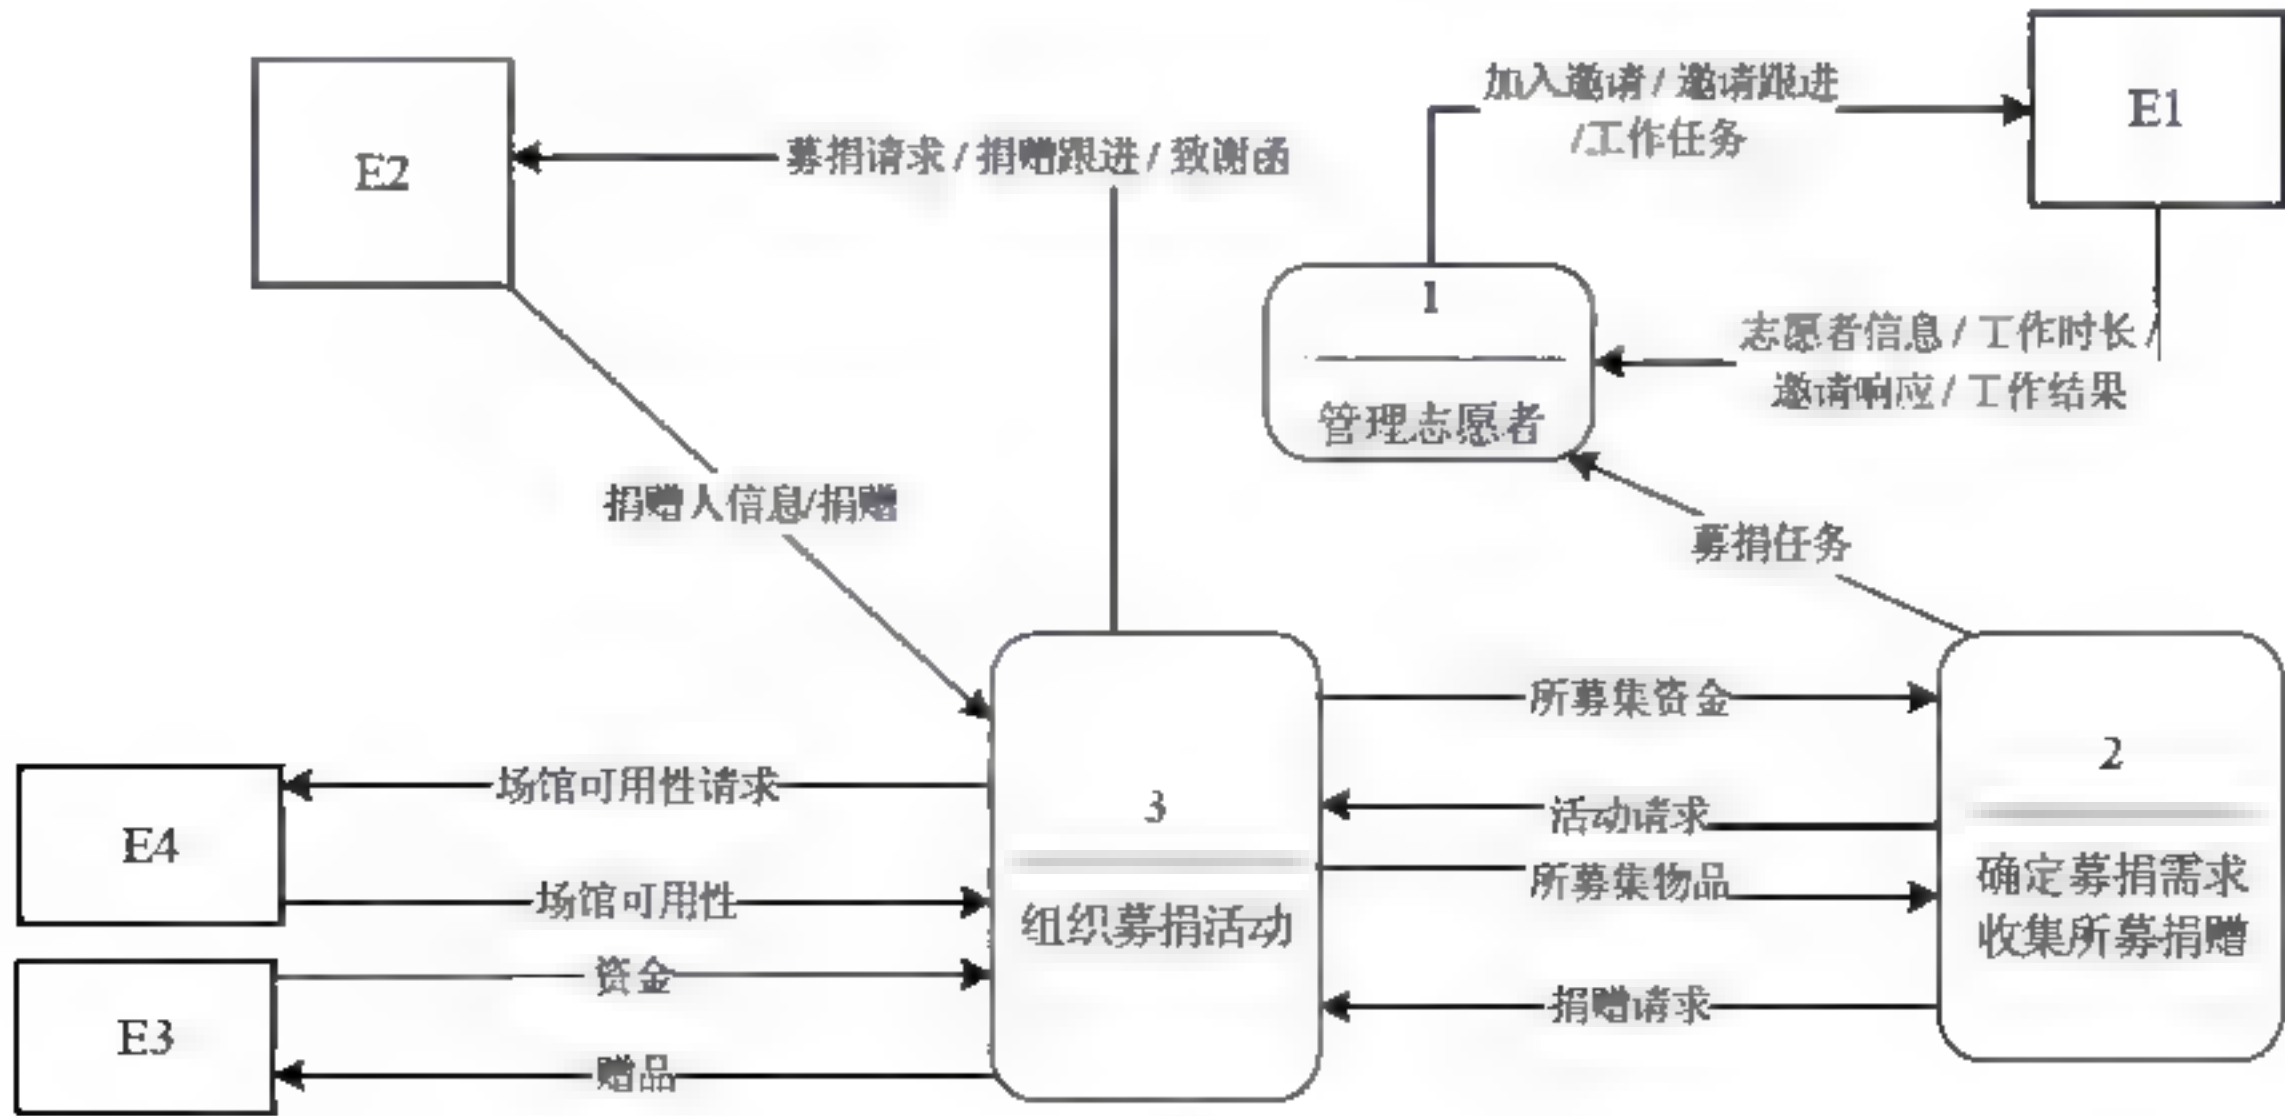 E2
募捐请求 / 捐赠跟进 / 致谢函
加入邀请 / 邀请跟进
/工作任务
E1
1
管理志愿者
志愿者信息 / 工作时长 /
邀请响应 / 工作结果
捐赠人信息/捐赠
募捐任务
E4
场馆可用性请求
场馆可用性
E3
资金
赠品
3
组织募捐活动
所募集资金
活动请求
所募集物品
捐赠请求
2
确定募捐需求
收集所募捐赠